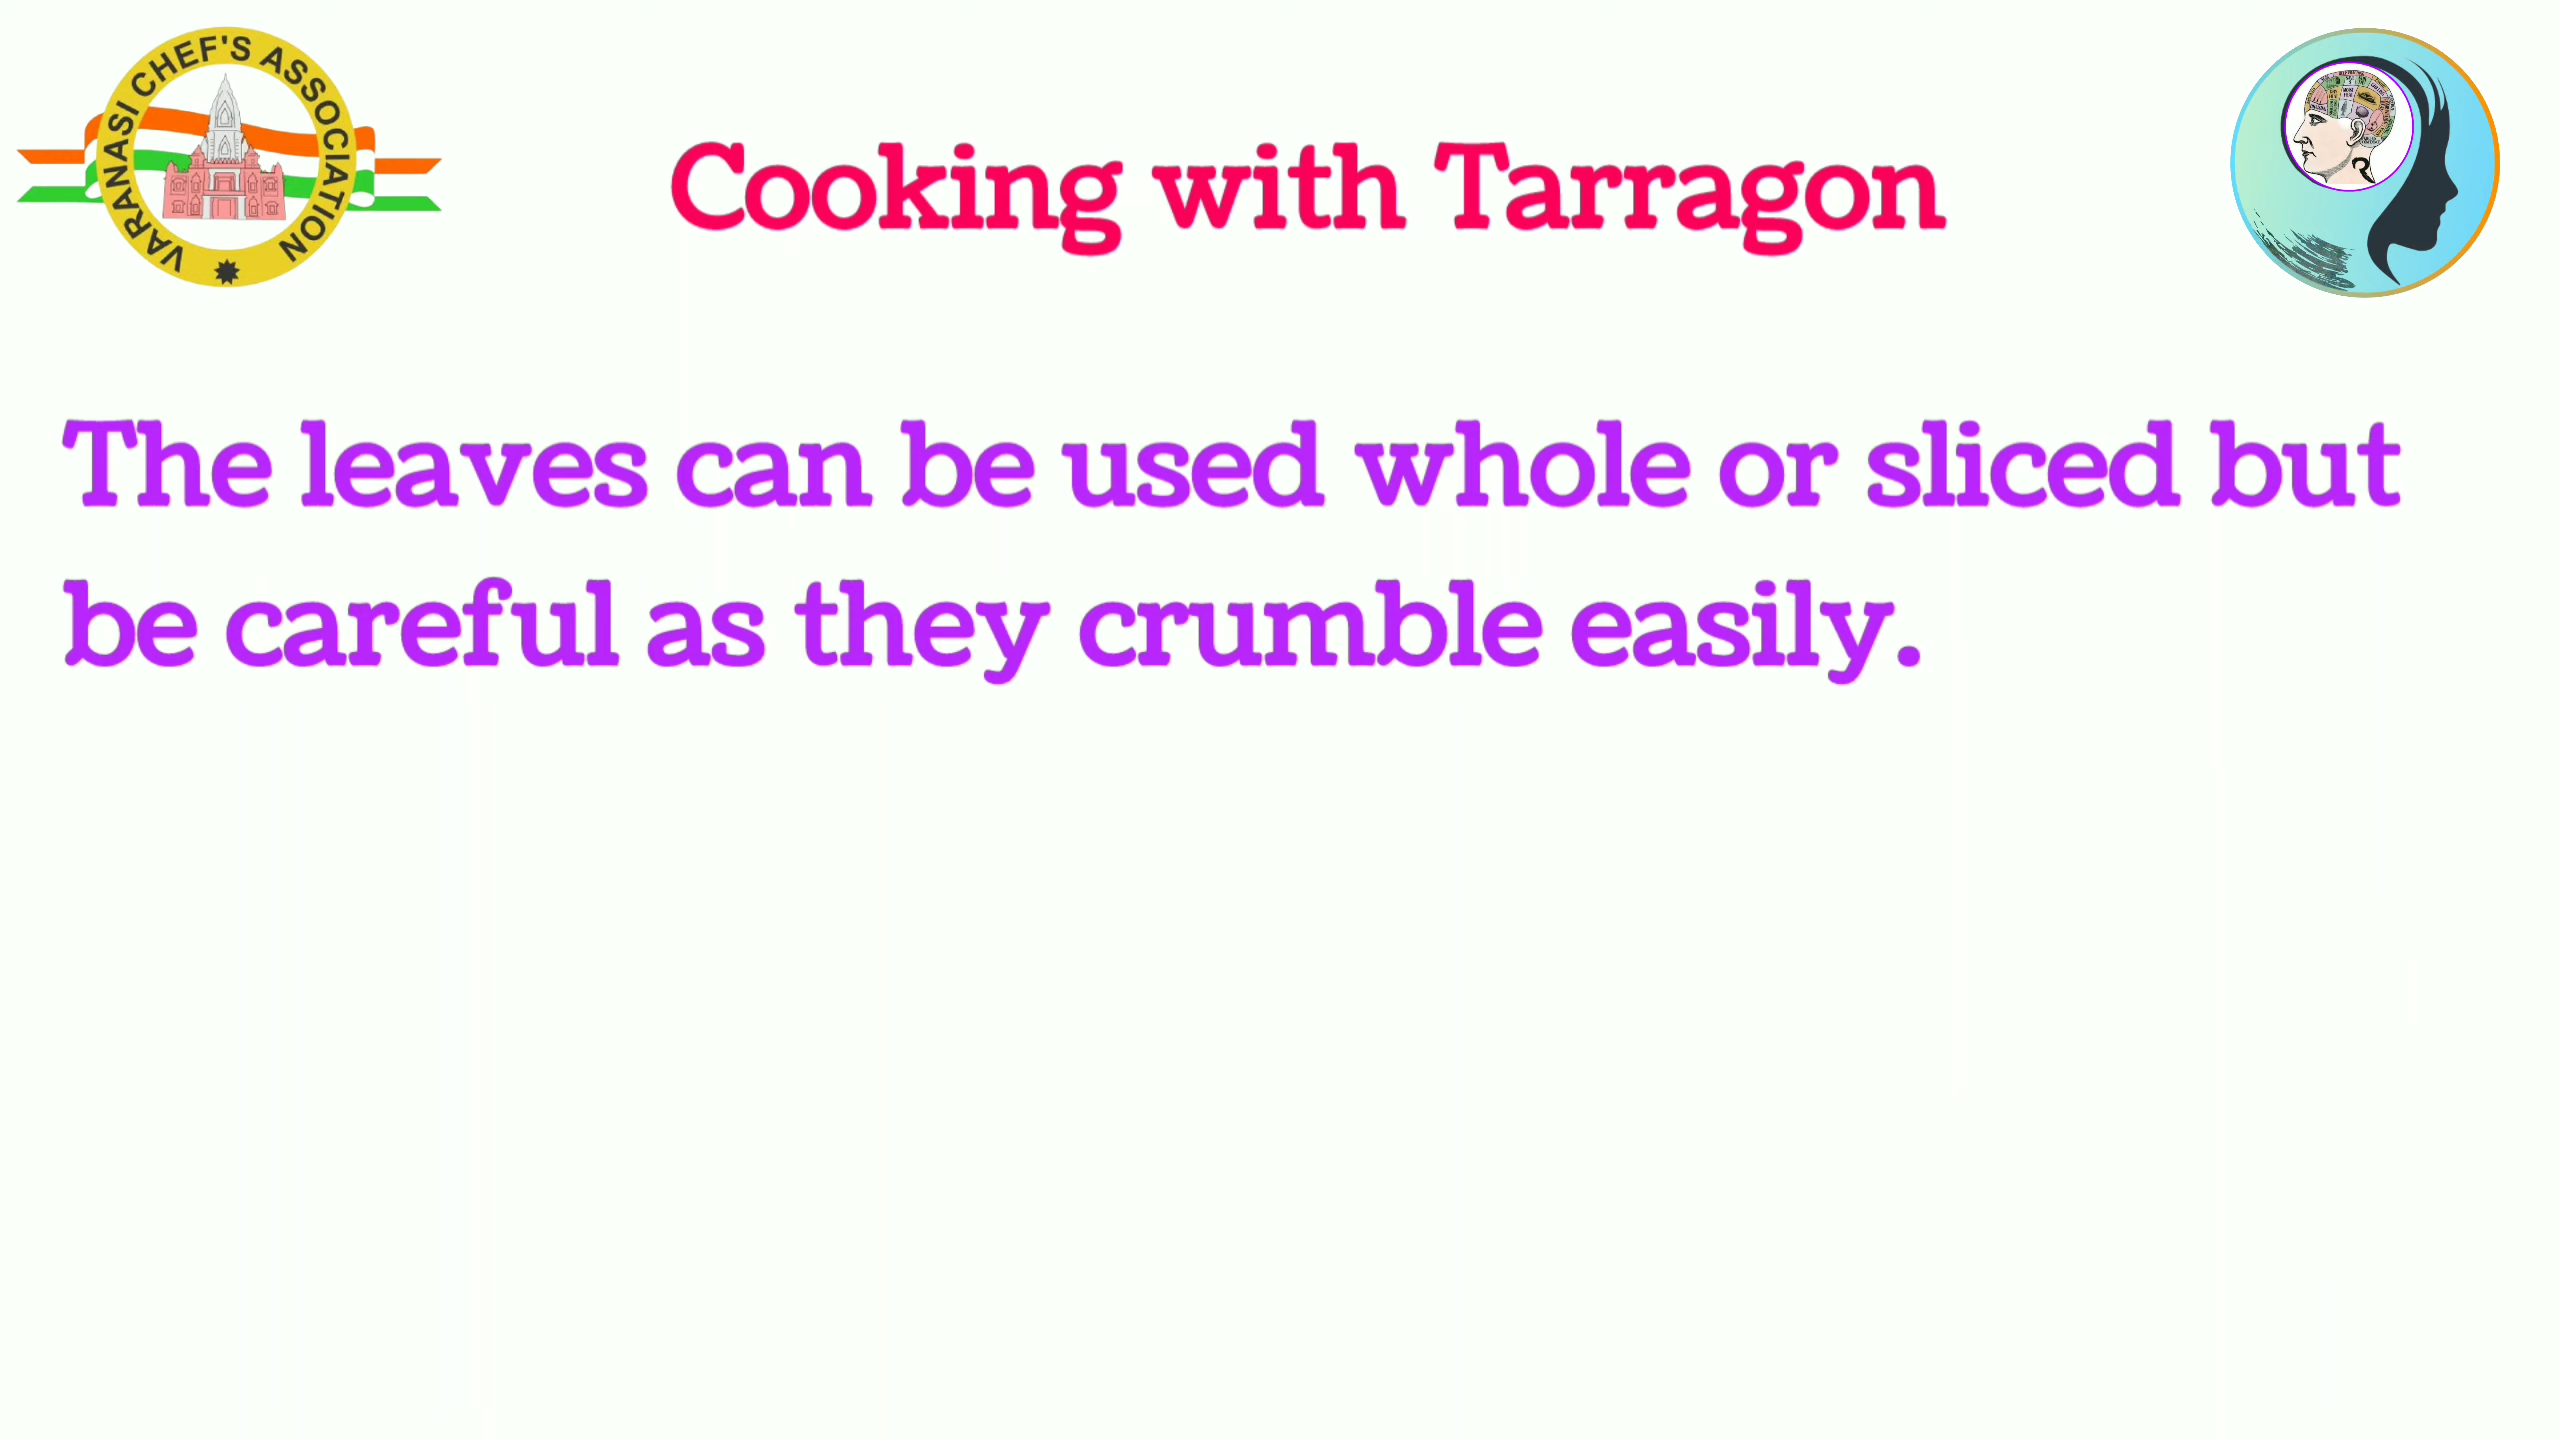 VARANASI CHEF'S ASSOCIATION
Cooking with Tarragon
The leaves can be used whole or sliced but
be careful as they crumble easily.